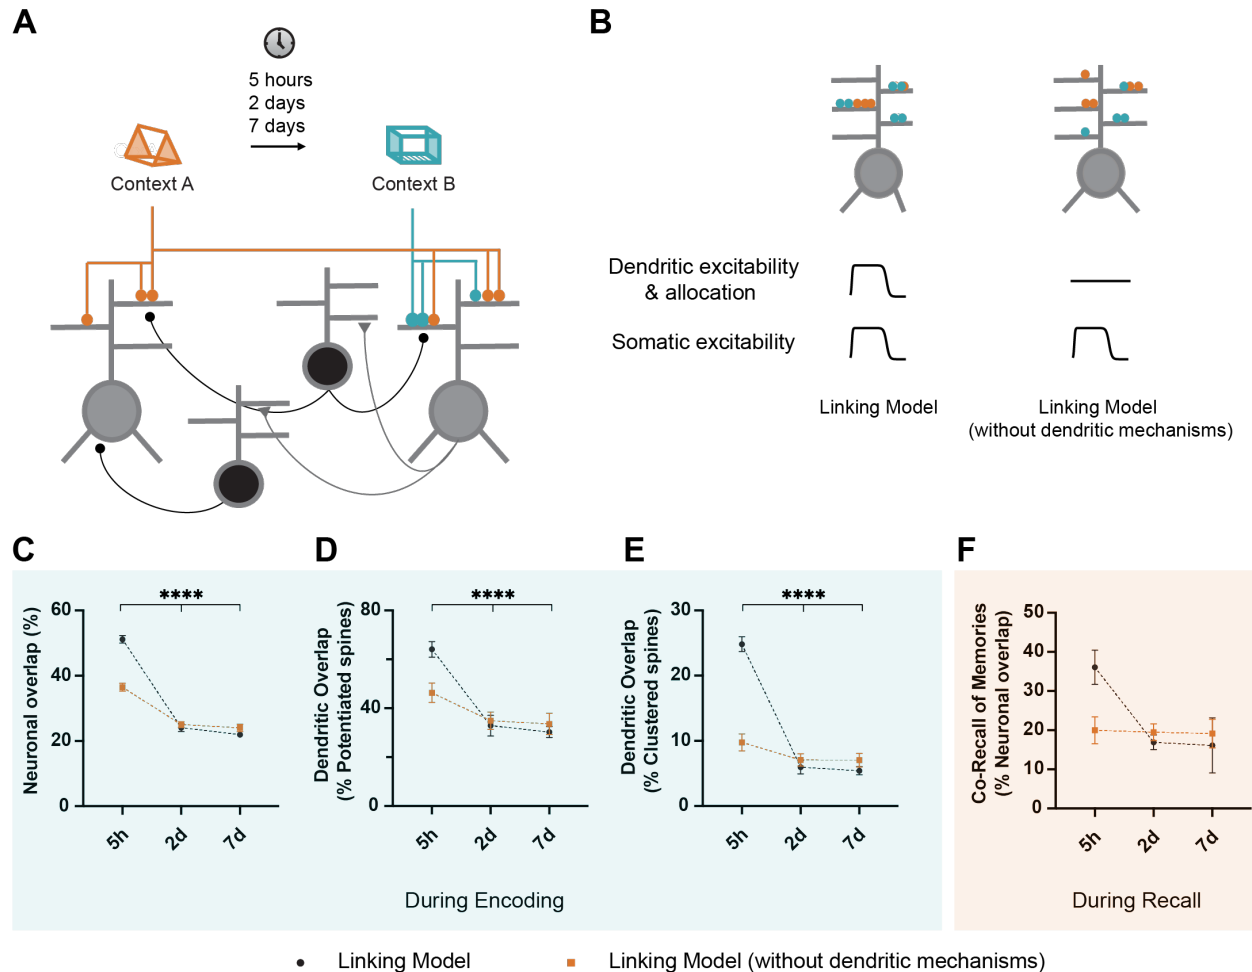 A
B
5 hours
2 days
7 days
Context A
Context B
Dendritic excitability
& allocation
Somatic excitability
Linking Model
Linking Model
(without dendritic mechanisms)
C
D
E
F
****
Neuronal overlap (%)
60
40
20
0
5h
2d
7d
****
Dendritic Overlap
(% Potentiated spines)
80
40
0
5h
2d
7d
****
Dendritic Overlap
(% Clustered spines)
30
20
10
0
5h
2d
7d
Co-Recall of Memories
(% Neuronal overlap)
50
40
30
20
10
0
5h
2d
7d
During Encoding
During Recall
Linking Model
Linking Model (without dendritic mechanisms)